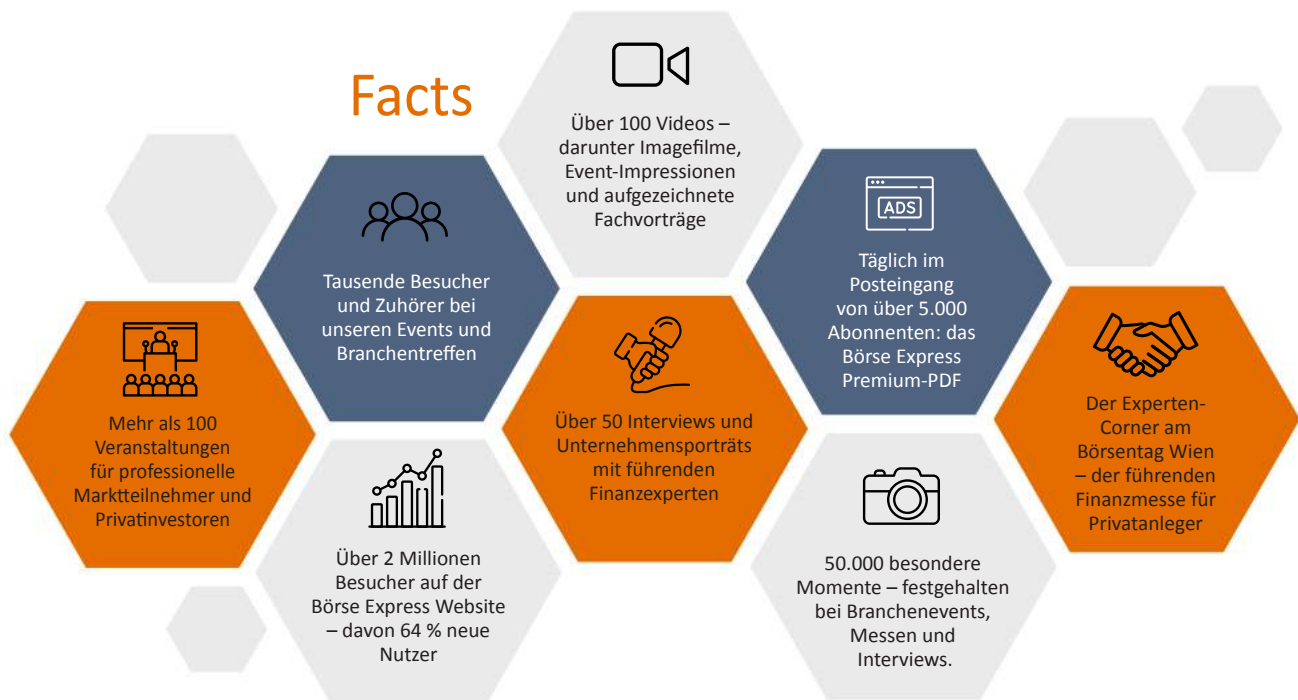 Facts
Über 100 Videos –
darunter Imagefilme,
Event-Impressionen
und aufgezeichnete
Fachvorträge
Tausende Besucher
und Zuhörer bei
unseren Events und
Branchentreffen
ADS
Täglich im
Posteingang
von über 5.000
Abonnenten: das
Börse Express
Premium-PDF
Mehr als 100
Veranstaltungen
für professionelle
Marktteilnehmer und
Privatinvestoren
Über 50 Interviews und
Unternehmensporträts
mit führenden
Finanzexperten
Der Experten-
Corner am
Börsentag Wien
– der führenden
Finanzmesse für
Privatanleger
Über 2 Millionen
Besucher auf der
Börse Express Website
– davon 64 % neue
Nutzer
50.000 besondere
Momente – festgehalten
bei Branchenevents,
Messen und
Interviews.